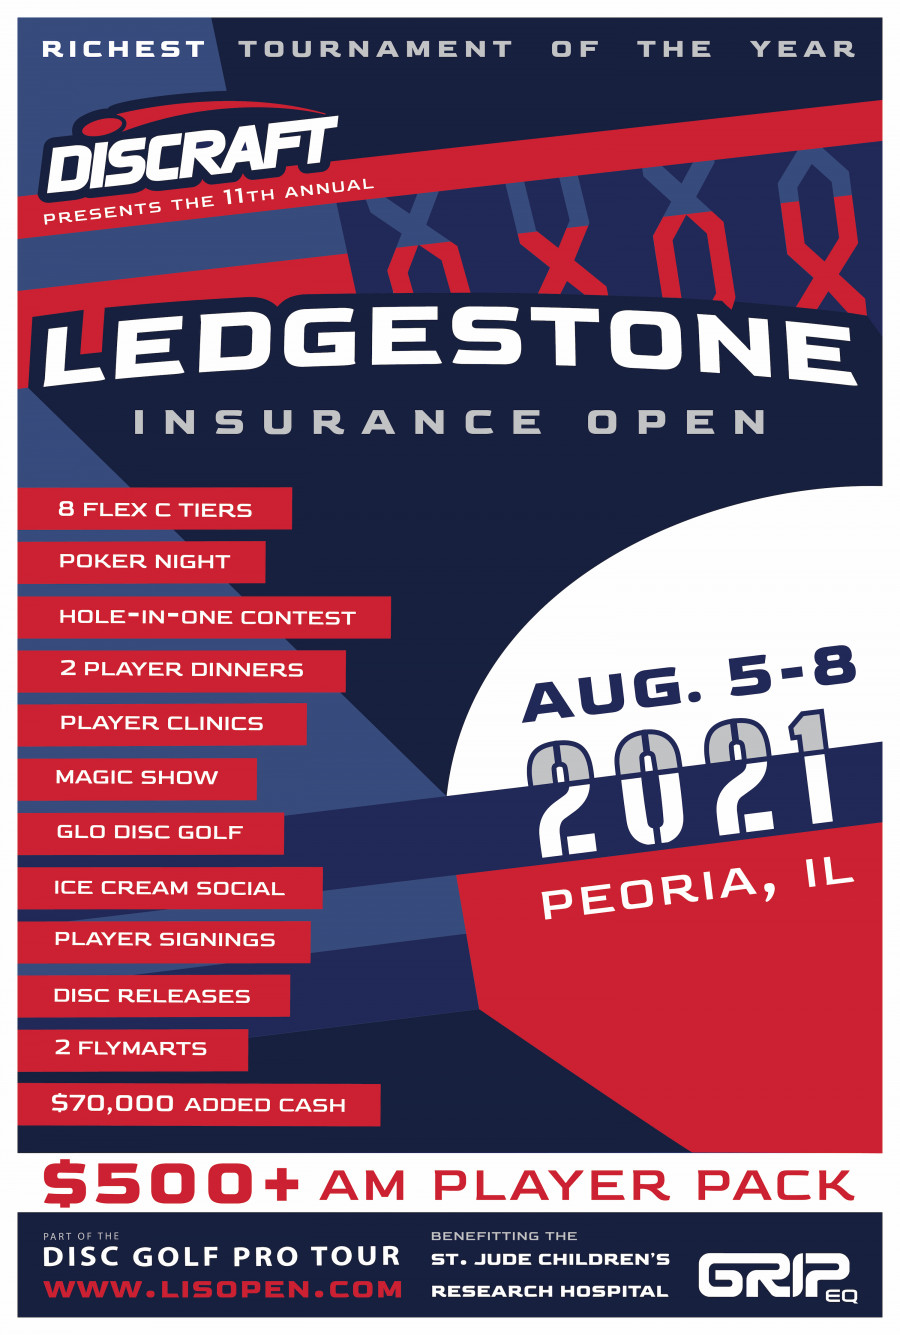 RICHEST TOURNAMENT OF THE YEAR
DISCRAFT
PRESENTS THE 11TH ANNUAL
LEDGESTONE
INSURANCE OPEN
8 FLEX C TIERS
POKER NIGHT
HOLE-IN-ONE CONTEST
2 PLAYER DINNERS
PLAYER CLINICS
MAGIC SHOW
GLO DISC GOLF
ICE CREAM SOCIAL
PLAYER SIGNINGS
DISC RELEASES
2 FLYMARTS
$70,000 ADDED CASH
AUG. 5-8
2021
PEORIA, IL
$500+ AM PLAYER PACK
PART OF THE
DISC GOLF PRO TOUR
WWW.LISOPEN.COM
BENEFITTING THE
ST. JUDE CHILDREN'S
RESEARCH HOSPITAL
GRIP
EQ